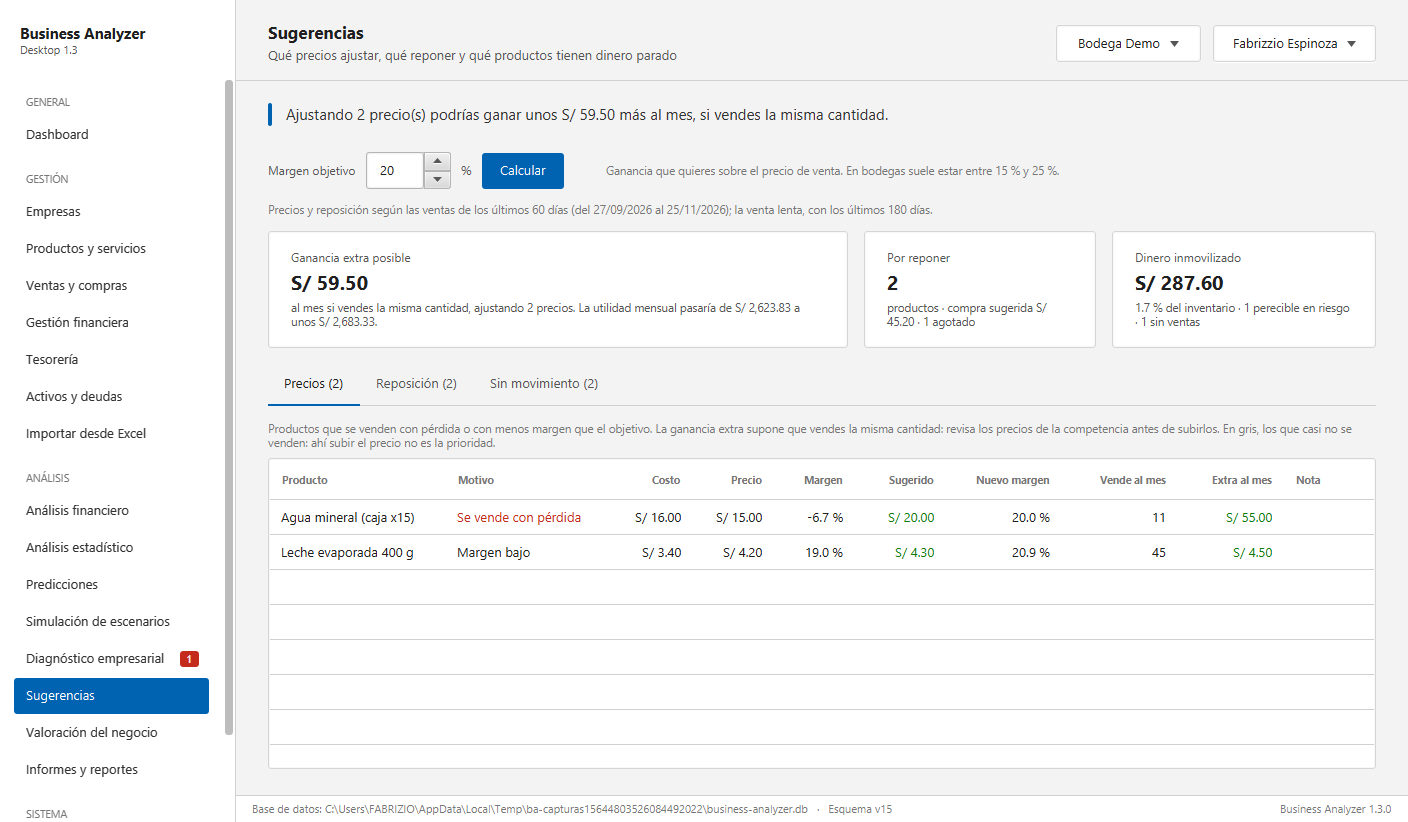 Business Analyzer
Desktop 1.3
GENERAL
Dashboard
GESTIÓN
Empresas
Productos y servicios
Ventas y compras
Gestión financiera
Tesorería
Activos y deudas
Importar desde Excel
ANÁLISIS
Análisis financiero
Análisis estadístico
Predicciones
Simulación de escenarios
Diagnóstico empresarial 1
Sugerencias
Valoración del negocio
Informes y reportes
SISTEMA
Sugerencias
Qué precios ajustar, qué reponer y qué productos tienen dinero parado
Bodega Demo
Fabrizzio Espinoza
Ajustando 2 precio(s) podrías ganar unos S/ 59.50 más al mes, si vendes la misma cantidad.
Margen objetivo 20 % Calcular Ganancia que quieres sobre el precio de venta. En bodegas suele estar entre 15 % y 25 %.
Precios y reposición según las ventas de los últimos 60 días (del 27/09/2026 al 25/11/2026); la venta lenta, con los últimos 180 días.
Ganancia extra posible
S/ 59.50
al mes si vendes la misma cantidad, ajustando 2 precios. La utilidad mensual pasaría de S/ 2,623.83 a
unos S/ 2,683.33.
Por reponer
2
productos · compra sugerida S/
45.20 · 1 agotado
Dinero inmovilizado
S/ 287.60
1.7 % del inventario · 1 perecible en riesgo
· 1 sin ventas
Precios (2) Reposición (2) Sin movimiento (2)
Productos que se venden con pérdida o con menos margen que el objetivo. La ganancia extra supone que vendes la misma cantidad: revisa los precios de la competencia antes de subirlos. En gris, los que casi no se
venden: ahí subir el precio no es la prioridad.
Producto Motivo Costo Precio Margen Sugerido Nuevo margen Vende al mes Extra al mes Nota
Agua mineral (caja x15) Se vende con pérdida S/ 16.00 S/ 15.00 -6.7 % S/ 20.00 20.0 % 11 S/ 55.00
Leche evaporada 400 g Margen bajo S/ 3.40 S/ 4.20 19.0 % S/ 4.30 20.9 % 45 S/ 4.50
Base de datos: C:\Users\FABRIZIO\AppData\Local\Temp\ba-capturas15644803526084492022\business-analyzer.db · Esquema v15
Business Analyzer 1.3.0